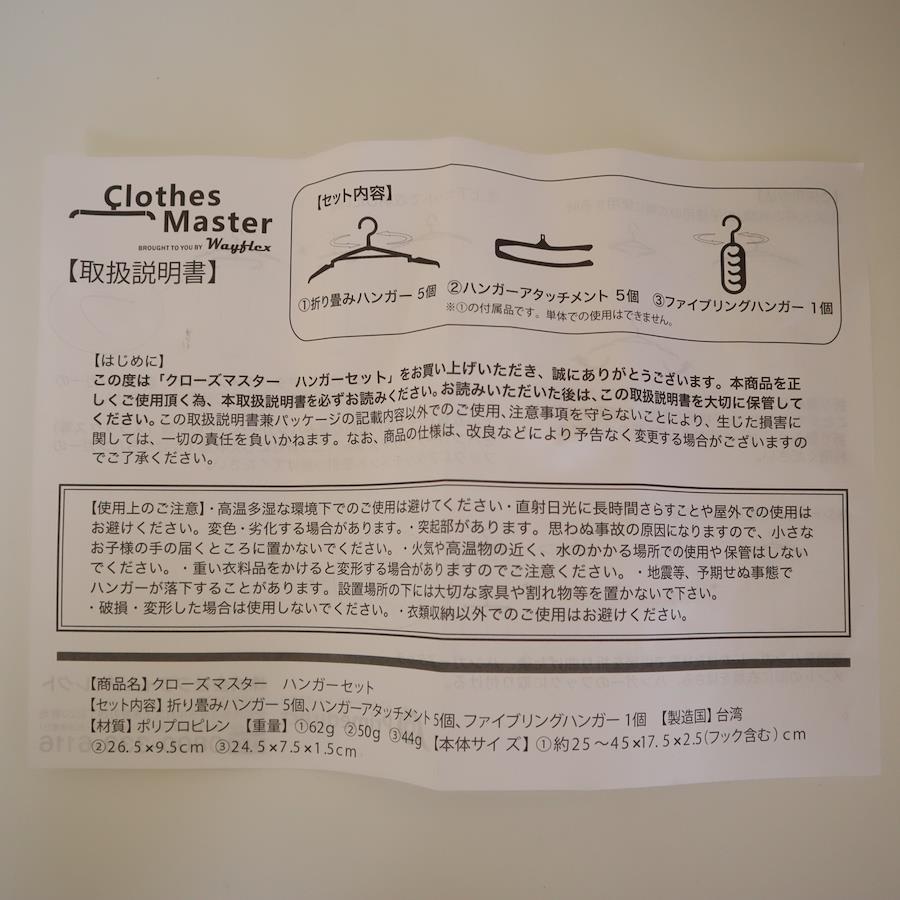 Clothes
Master
BROUGHT TO YOU BY Wayflex
【取扱説明書】
【セット内容】
①折り畳みハンガー 5個 ②ハンガーアタッチメント 5個 ③ファイブリングハンガー 1個
※①の付属品です。単体での使用はできません。
【はじめに】
この度は「クローズマスター ハンガーセット」をお買い上げいただき、誠にありがとうございます。本商品を正
しくご使用頂く為、本取扱説明書を必ずお読みください。お読みいただいた後は、この取扱説明書を大切に保管して
ください。この取扱説明書兼パッケージの記載内容以外でのご使用、注意事項を守らないことにより、生じた損害に
関しては、一切の責任を負いかねます。なお、商品の仕様は、改良などにより予告なく変更する場合がございますの
でご了承ください。
【使用上のご注意】・高温多湿な環境下でのご使用は避けてください・直射日光に長時間さらすことや屋外での使用は
お避けください。変色・劣化する場合があります。・突起部があります。思わぬ事故の原因になりますので、小さな
お子様の手の届くところに置かないでください。・火気や高温物の近く、水のかかる場所での使用や保管はしない
でください。・重い衣料品をかけると変形する場合がありますのでご注意ください。・地震等、予期せぬ事態で
ハンガーが落下することがあります。設置場所の下には大切な家具や割れ物等を置かないで下さい。
・破損・変形した場合は使用しないでください。・衣類収納以外でのご使用はお避けください。
【商品名】クローズマスター ハンガーセット
【セット内容】折り畳みハンガー 5個、ハンガーアタッチメント5個、ファイブリングハンガー 1個 【製造国】台湾
【材質】ポリプロピレン 【重量】①62g ②50g ③44g【本体サイズ】①約25〜45×17.5×2.5(フック含む)cm
②26.5×9.5cm ③24.5×7.5×1.5cm